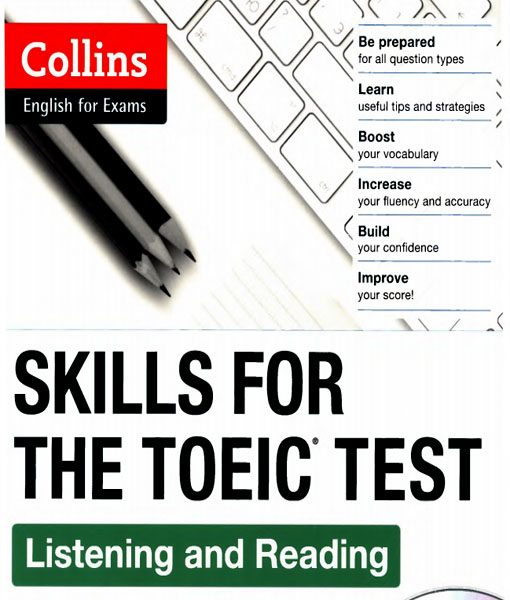 Collins
English for Exams
Be prepared
for all question types
Learn
useful tips and strategies
Boost
your vocabulary
Increase
your fluency and accuracy
Build
your confidence
Improve
your score!
SKILLS FOR
THE TOEIC® TEST
Listening and Reading